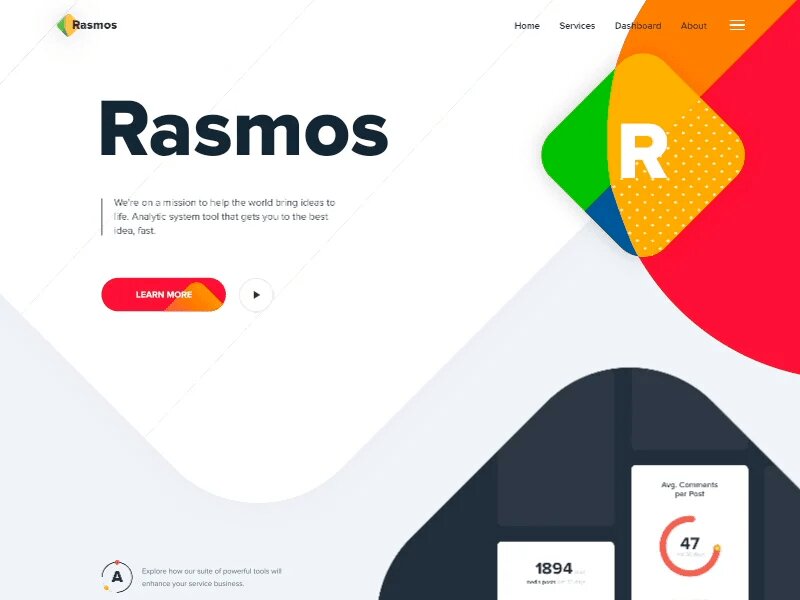 Rasmos
Home Services Dashboard About
Rasmos
R
We're on a mission to help the world bring ideas to
life. Analytic system tool that gets you to the best
idea, fast.
LEARN MORE
Avg. Comments
per Post
47
1894
media posts
A
Explore how our suite of powerful tools will
enhance your service business.